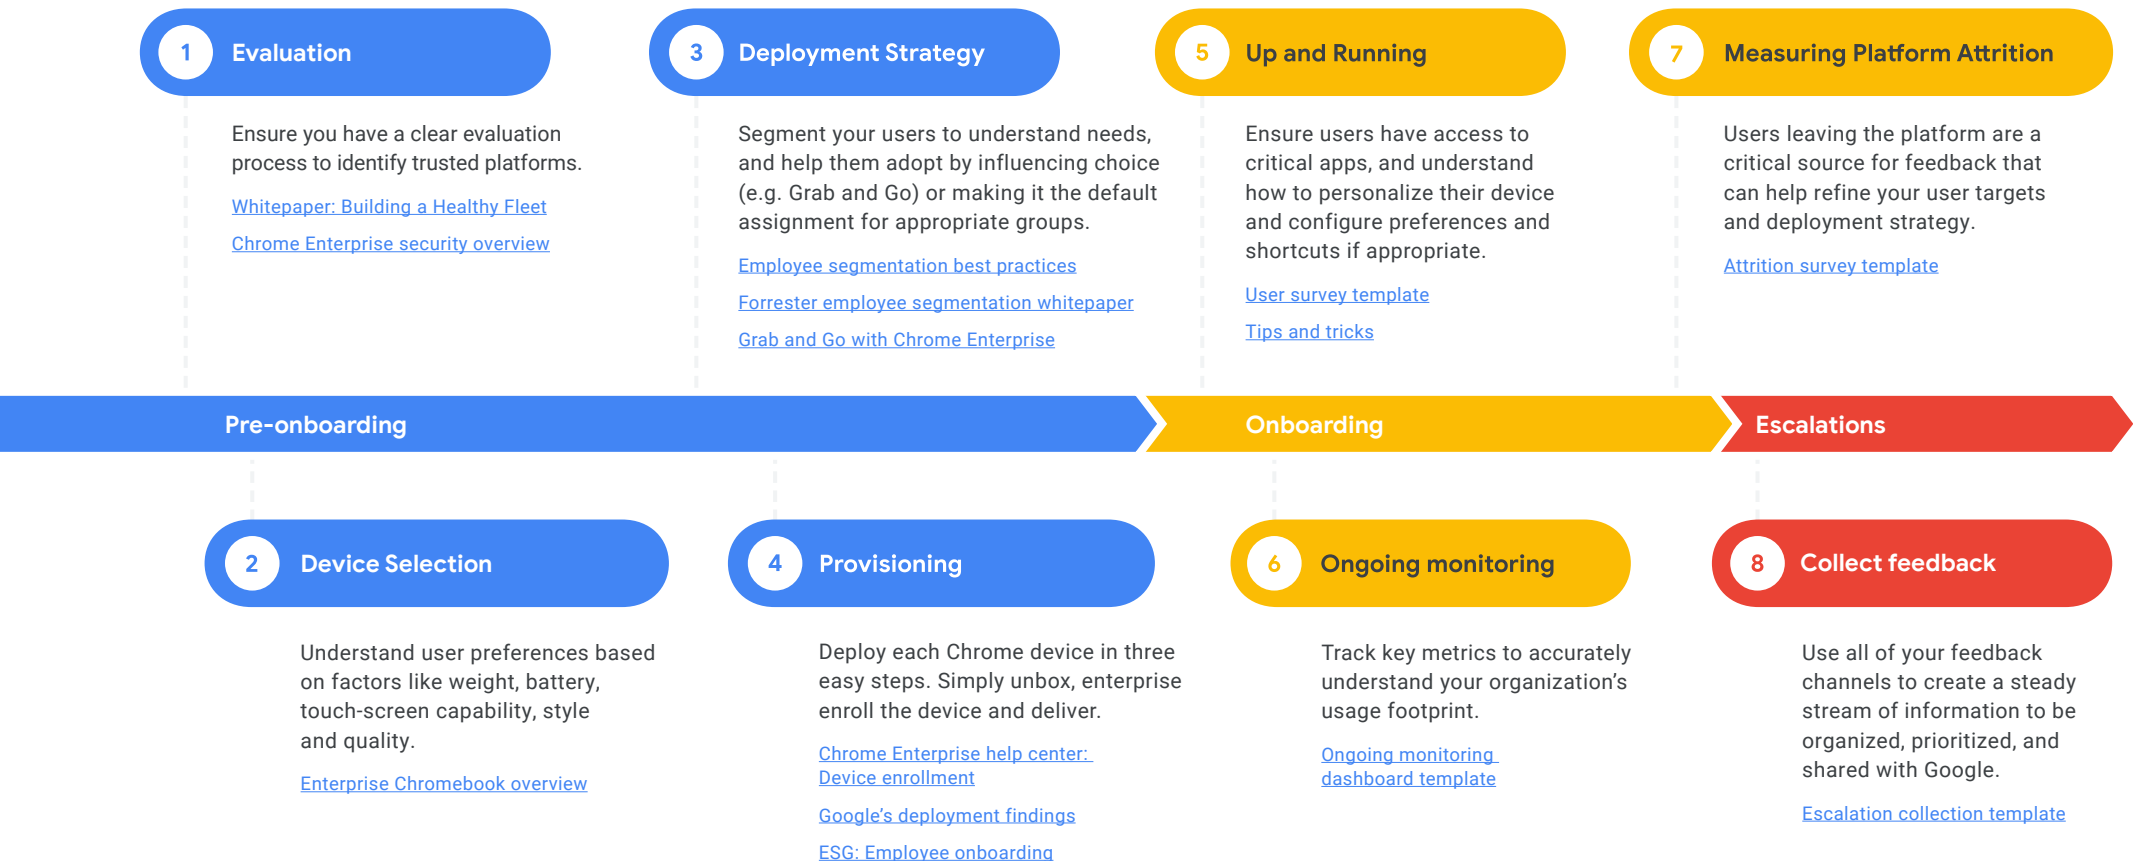 1 Evaluation
Ensure you have a clear evaluation
process to identify trusted platforms.
Whitepaper: Building a Healthy Fleet
Chrome Enterprise security overview
3 Deployment Strategy
Segment your users to understand needs,
and help them adopt by influencing choice
(e.g. Grab and Go) or making it the default
assignment for appropriate groups.
Employee segmentation best practices
Forrester employee segmentation whitepaper
Grab and Go with Chrome Enterprise
5 Up and Running
Ensure users have access to
critical apps, and understand
how to personalize their device
and configure preferences and
shortcuts if appropriate.
User survey template
Tips and tricks
7 Measuring Platform Attrition
Users leaving the platform are a
critical source for feedback that
can help refine your user targets
and deployment strategy.
Attrition survey template
Pre-onboarding
Onboarding
Escalations
2 Device Selection
Understand user preferences based
on factors like weight, battery,
touch-screen capability, style
and quality.
Enterprise Chromebook overview
4 Provisioning
Deploy each Chrome device in three
easy steps. Simply unbox, enterprise
enroll the device and deliver.
Chrome Enterprise help center:
Device enrollment
Google’s deployment findings
ESG: Employee onboarding
6 Ongoing monitoring
Track key metrics to accurately
understand your organization’s
usage footprint.
Ongoing monitoring
dashboard template
8 Collect feedback
Use all of your feedback
channels to create a steady
stream of information to be
organized, prioritized, and
shared with Google.
Escalation collection template